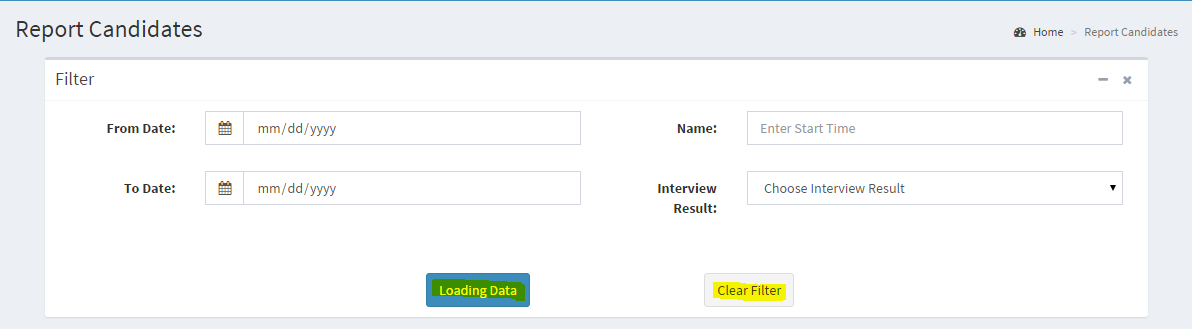 Report Candidates
Home > Report Candidates
Filter
From Date: mm/dd/yyyy
Name: Enter Start Time
To Date: mm/dd/yyyy
Interview Result: Choose Interview Result
Loading Data
Clear Filter